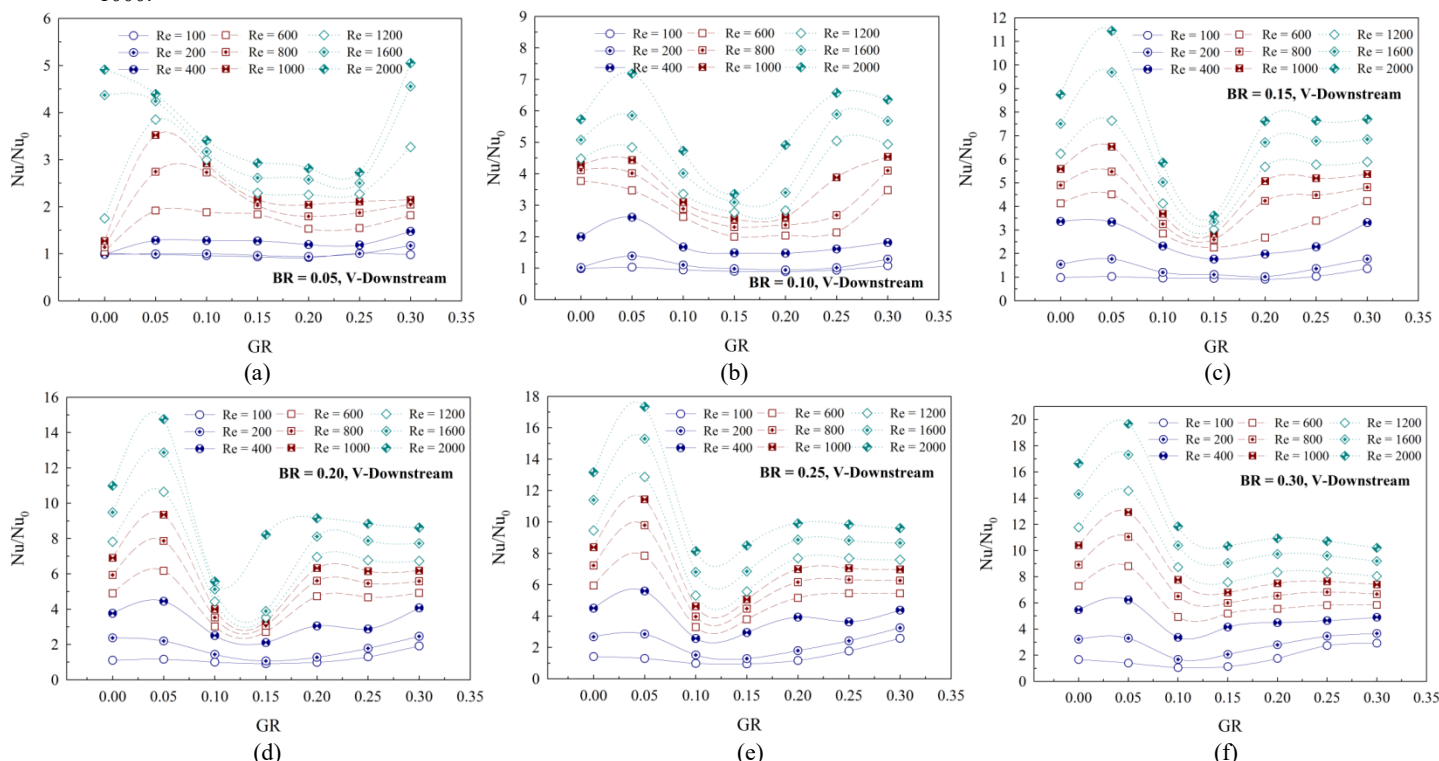 1000.
6
5
4
3
2
1
0
Nu/Nu0
Re = 100 Re = 600 Re = 1200
Re = 200 Re = 800 Re = 1600
Re = 400 Re = 1000 Re = 2000
BR = 0.05, V-Downstream
0.00 0.05 0.10 0.15 0.20 0.25 0.30 0.35
GR
(a)
9
8
7
6
5
4
3
2
1
0
Nu/Nu0
Re = 100 Re = 600 Re = 1200
Re = 200 Re = 800 Re = 1600
Re = 400 Re = 1000 Re = 2000
BR = 0.10, V-Downstream
0.00 0.05 0.10 0.15 0.20 0.25 0.30 0.35
GR
(b)
12
11
10
9
8
7
6
5
4
3
2
1
0
Nu/Nu0
Re = 100 Re = 600 Re = 1200
Re = 200 Re = 800 Re = 1600
Re = 400 Re = 1000 Re = 2000
BR = 0.15, V-Downstream
0.00 0.05 0.10 0.15 0.20 0.25 0.30 0.35
GR
(c)
16
14
12
10
8
6
4
2
0
Nu/Nu0
Re = 100 Re = 600 Re = 1200
Re = 200 Re = 800 Re = 1600
Re = 400 Re = 1000 Re = 2000
BR = 0.20, V-Downstream
0.00 0.05 0.10 0.15 0.20 0.25 0.30 0.35
GR
(d)
18
16
14
12
10
8
6
4
2
0
Nu/Nu0
Re = 100 Re = 600 Re = 1200
Re = 200 Re = 800 Re = 1600
Re = 400 Re = 1000 Re = 2000
BR = 0.25, V-Downstream
0.00 0.05 0.10 0.15 0.20 0.25 0.30 0.35
GR
(e)
20
18
16
14
12
10
8
6
4
2
0
Nu/Nu0
Re = 100 Re = 600 Re = 1200
Re = 200 Re = 800 Re = 1600
Re = 400 Re = 1000 Re = 2000
BR = 0.30, V-Downstream
0.00 0.05 0.10 0.15 0.20 0.25 0.30 0.35
GR
(f)